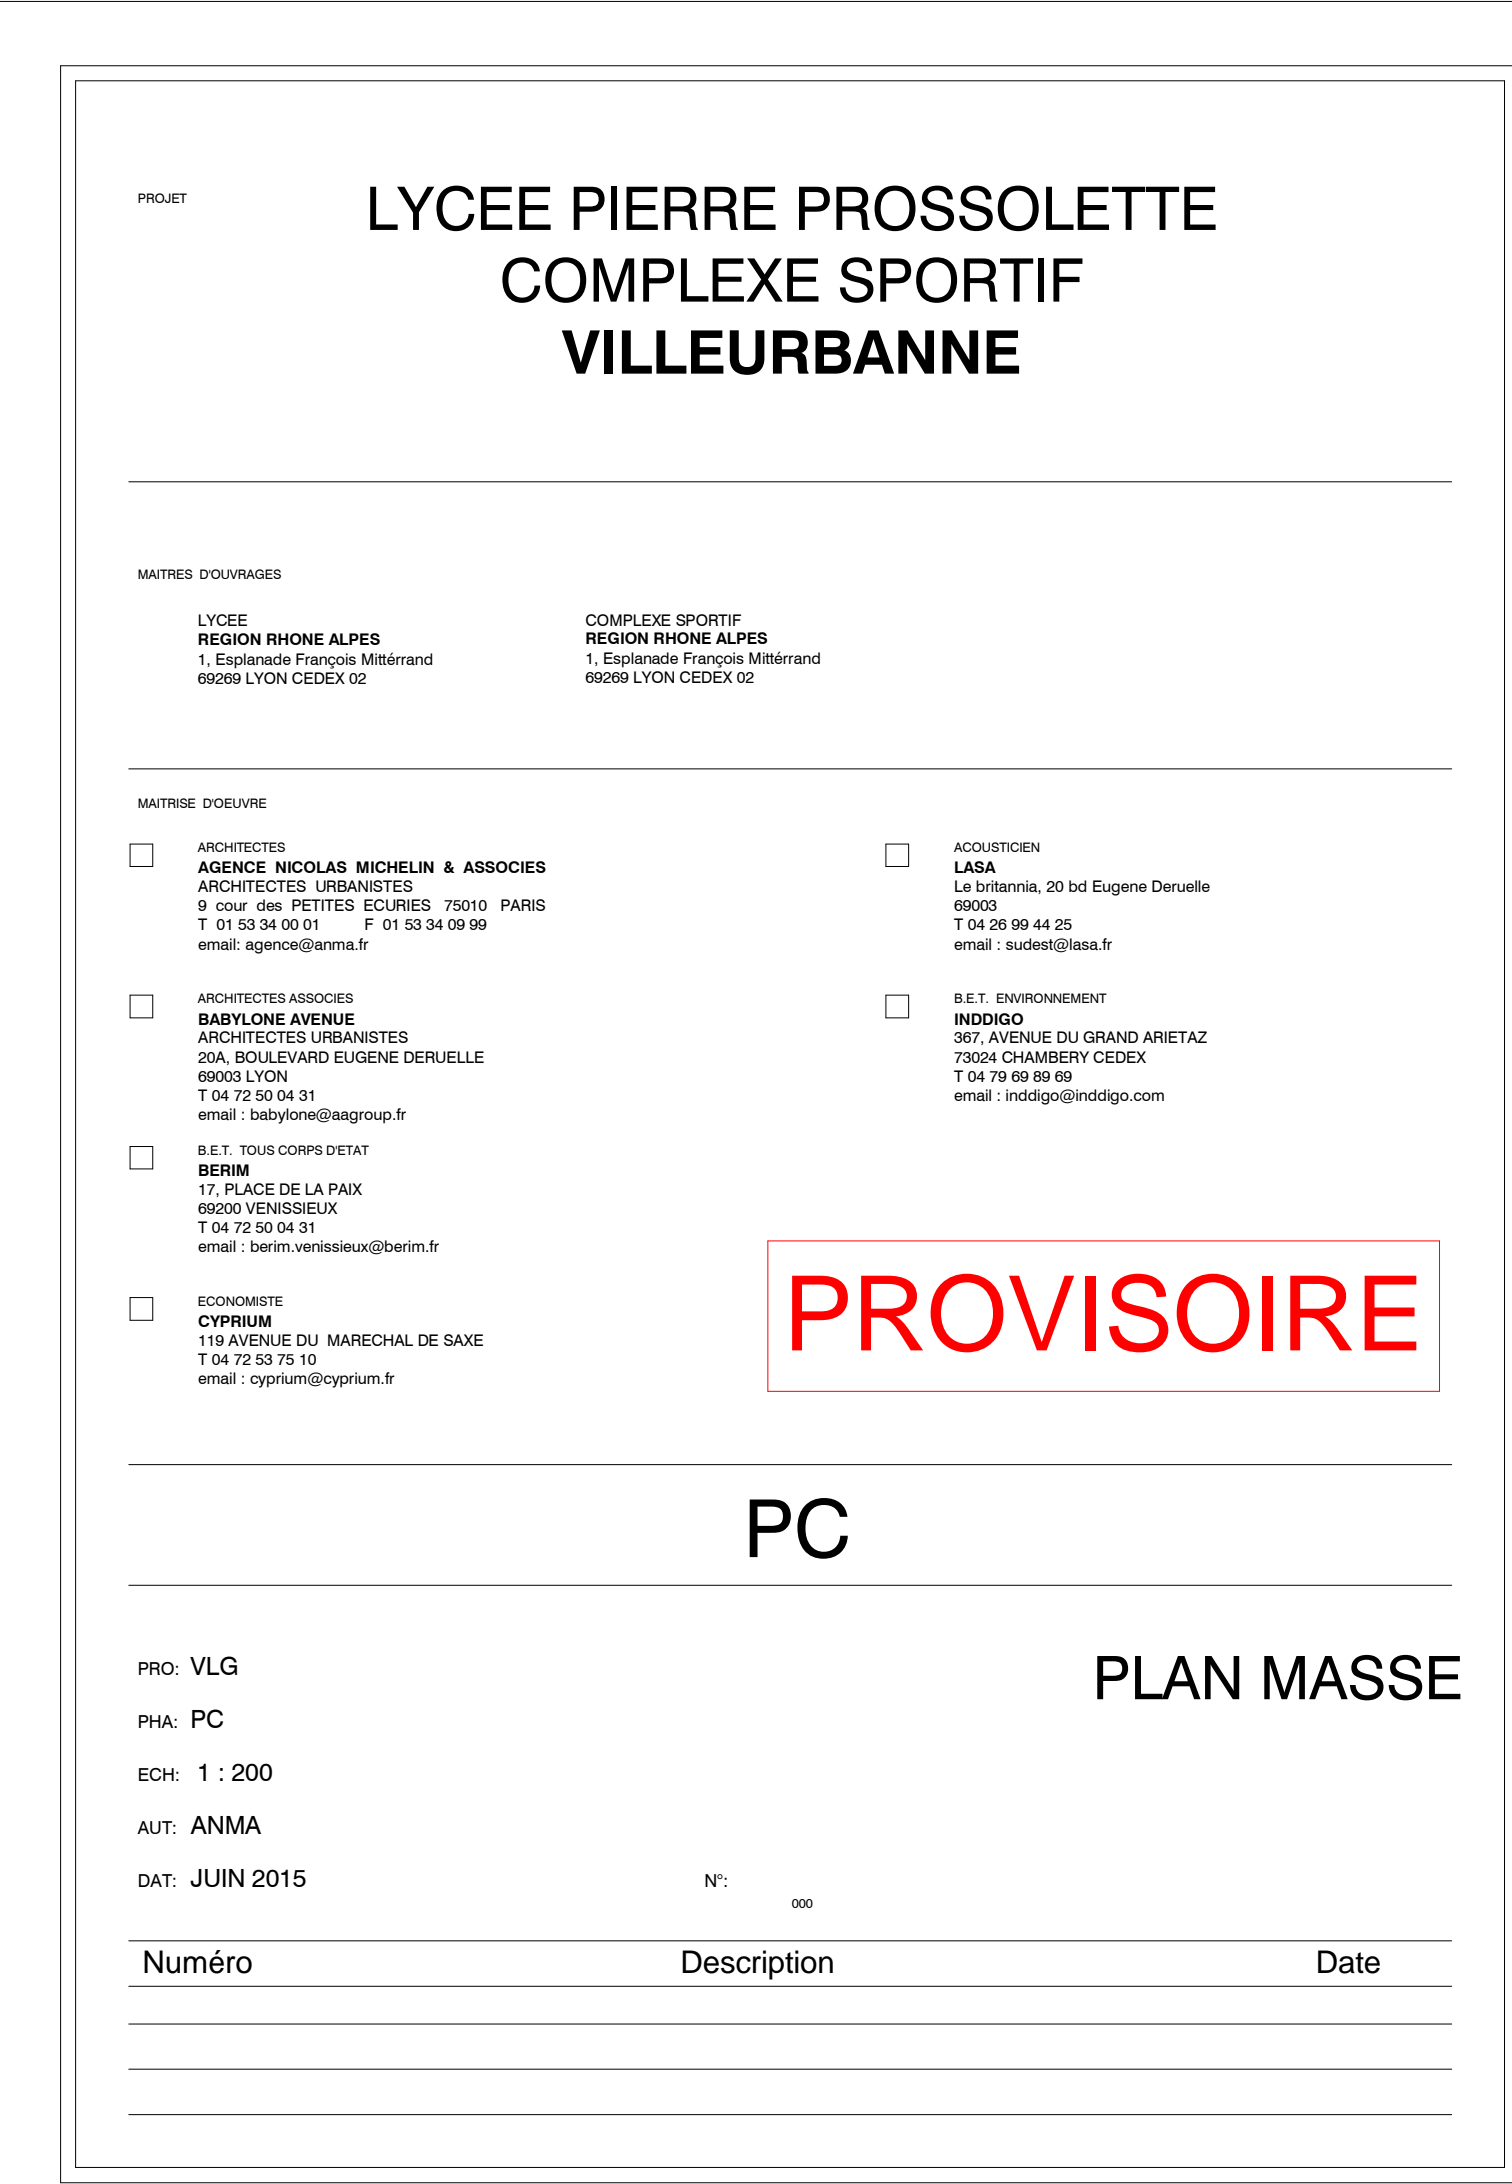 PROJET
LYCEE PIERRE PROSSOLETTE
COMPLEXE SPORTIF
VILLEURBANNE
MAITRES D'OUVRAGES
LYCEE
REGION RHONE ALPES
1, Esplanade François Mittérrand
69269 LYON CEDEX 02
COMPLEXE SPORTIF
REGION RHONE ALPES
1, Esplanade François Mittérrand
69269 LYON CEDEX 02
MAITRISE D'OEUVRE
ARCHITECTES
AGENCE NICOLAS MICHELIN & ASSOCIES
ARCHITECTES URBANISTES
9 cour des PETITES ECURIES 75010 PARIS
T 01 53 34 00 01 F 01 53 34 09 99
email: agence@anma.fr
ARCHITECTES ASSOCIES
BABYLONE AVENUE
ARCHITECTES URBANISTES
20A, BOULEVARD EUGENE DERUELLE
69003 LYON
T 04 72 50 04 31
email : babylone@aagroup.fr
B.E.T. TOUS CORPS D'ETAT
BERIM
17, PLACE DE LA PAIX
69200 VENISSIEUX
T 04 72 50 04 31
email : berim.venissieux@berim.fr
ECONOMISTE
CYPRIUM
119 AVENUE DU MARECHAL DE SAXE
T 04 72 53 75 10
email : cyprium@cyprium.fr
ACOUSTICIEN
LASA
Le britannia, 20 bd Eugene Deruelle
69003
T 04 26 99 44 25
email : sudest@lasa.fr
B.E.T. ENVIRONNEMENT
INDDIGO
367, AVENUE DU GRAND ARIETAZ
73024 CHAMBERY CEDEX
T 04 79 69 89 69
email : inddigo@inddigo.com
PROVISOIRE
PC
PLAN MASSE
PRO: VLG
PHA: PC
ECH: 1 : 200
AUT: ANMA
DAT: JUIN 2015
N°:
000
Numéro Description Date